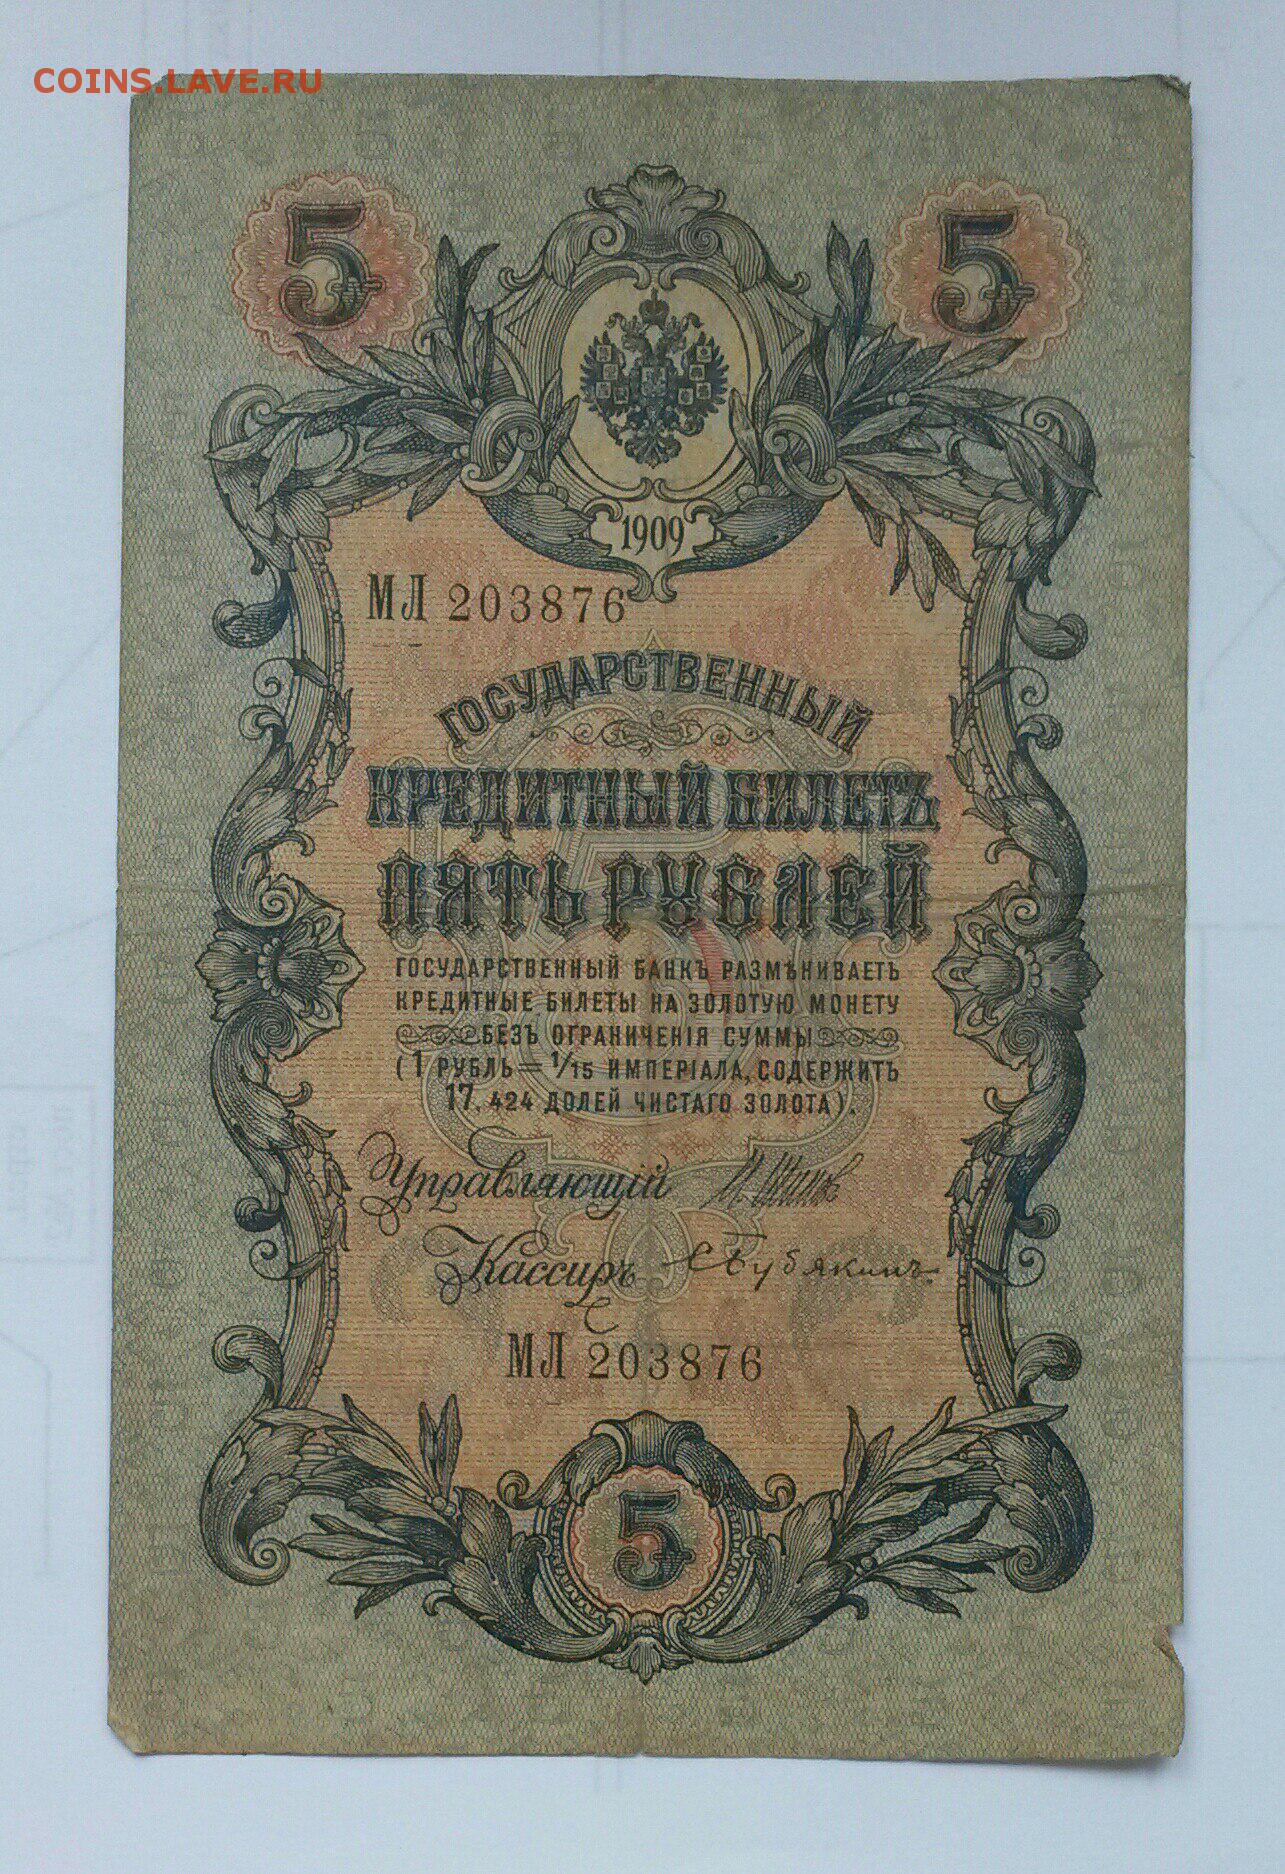 COINS.LAVE.RU
5 5
1909
МЛ 203876
ГОСУДАРСТВЕННЫЙ
КРЕДИТНЫЙ БИЛЕТЪ
ПЯТЬ РУБЛЕЙ
ГОСУДАРСТВЕННЫЙ БАНКЪ РАЗМѢНИВАЕТЪ
КРЕДИТНЫЕ БИЛЕТЫ НА ЗОЛОТУЮ МОНЕТУ
БЕЗЪ ОГРАНИЧЕНІЯ СУММЫ
(1 РУБЛЬ = 1/15 ИМПЕРІАЛА, СОДЕРЖИТЪ
17, 424 ДОЛЕЙ ЧИСТАГО ЗОЛОТА).
Управляющій И. Шипов
Кассиръ Е Бубякинъ.
МЛ 203876
5